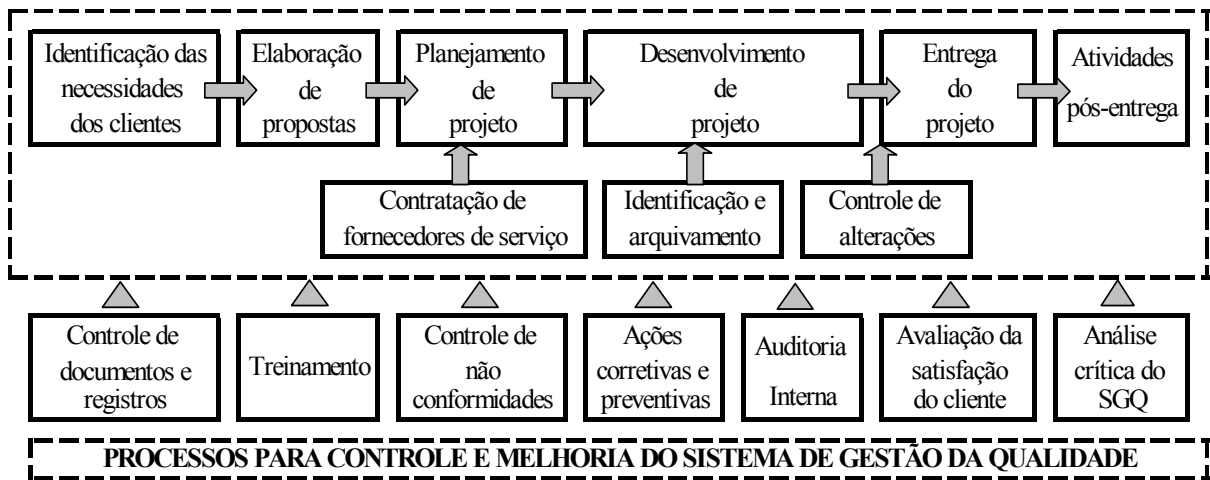 Identificação das
necessidades
dos clientes
Elaboração
de
propostas
Planejamento
de
projeto
Desenvolvimento
de
projeto
Entrega
do
projeto
Atividades
pós-entrega
Contratação de
fornecedores de serviço
Identificação e
arquivamento
Controle de
alterações
Controle de
documentos e
registros
Treinamento
Controle de
não
conformidades
Ações
corretivas e
preventivas
Auditoria
Interna
Avaliação da
satisfação
do cliente
Análise
crítica do
SGQ
PROCESSOS PARA CONTROLE E MELHORIA DO SISTEMA DE GESTÃO DA QUALIDADE